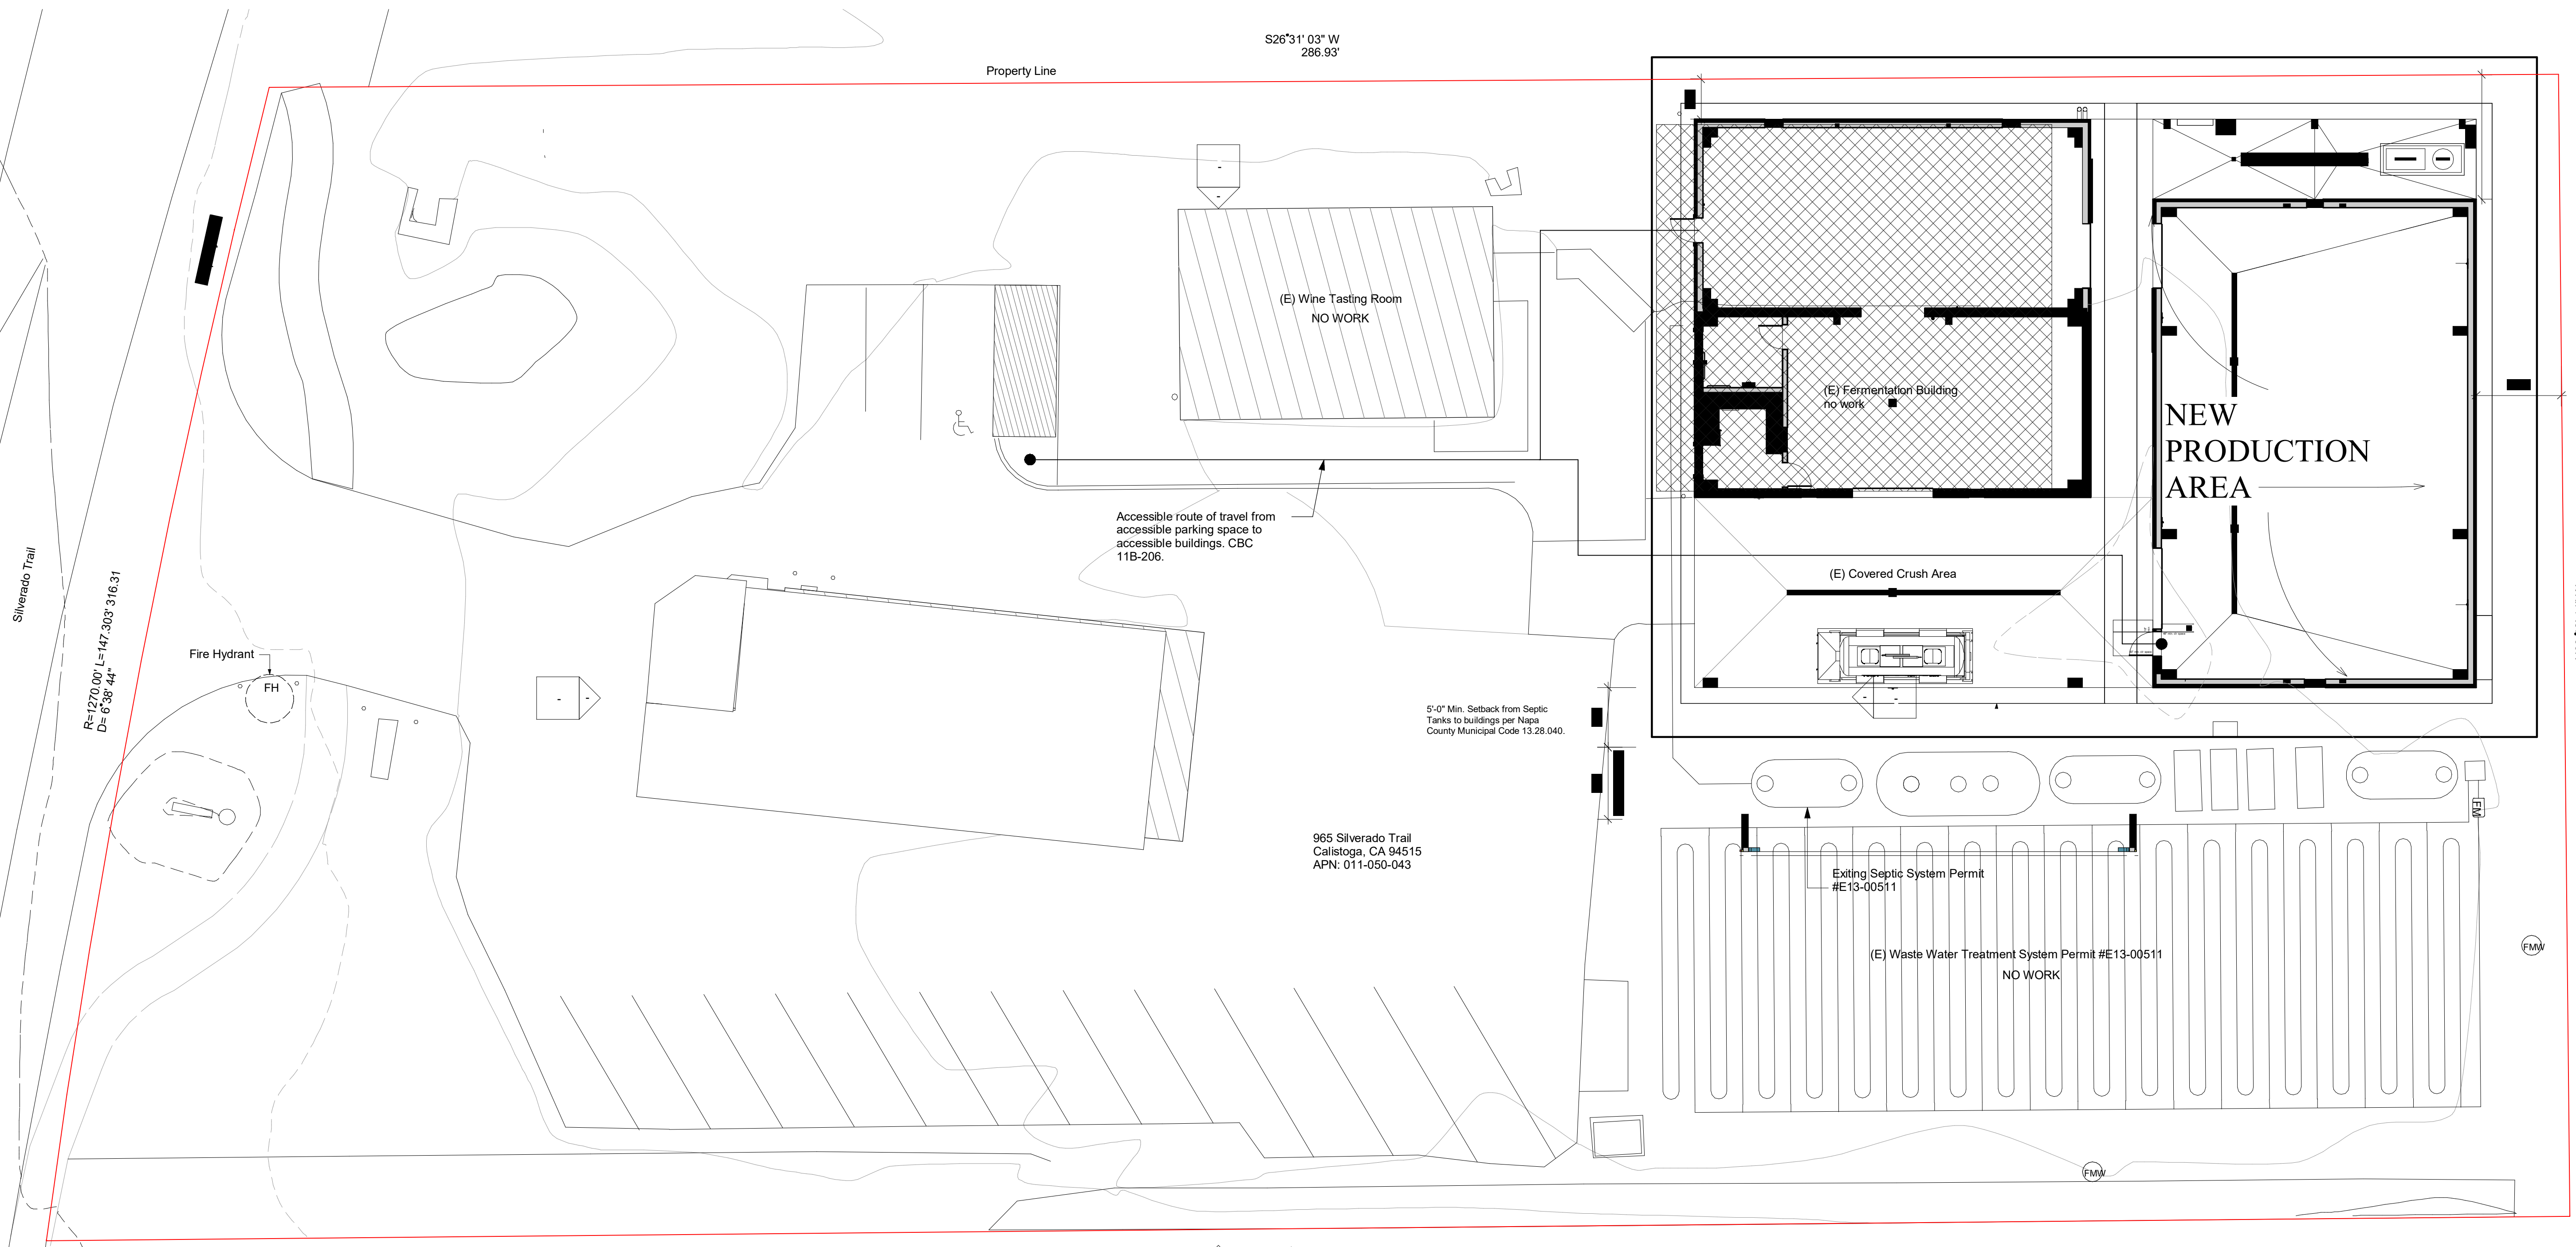 S26°31' 03" W
286.93'
Property Line
(E) Wine Tasting Room
NO WORK
(E) Fermentation Building
no work
NEW
PRODUCTION
AREA
Accessible route of travel from
accessible parking space to
accessible buildings. CBC
11B-206.
(E) Covered Crush Area
Silverado Trail
R=1270.00' L=147.303' 316.31
D= 6°38' 44"
Fire Hydrant
FH
5'-0" Min. Setback from Septic
Tanks to buildings per Napa
County Municipal Code 13.28.040.
FM
965 Silverado Trail
Calistoga, CA 94515
APN: 011-050-043
Exiting Septic System Permit
#E13-00511
(E) Waste Water Treatment System Permit #E13-00511
NO WORK
FMW
FMW